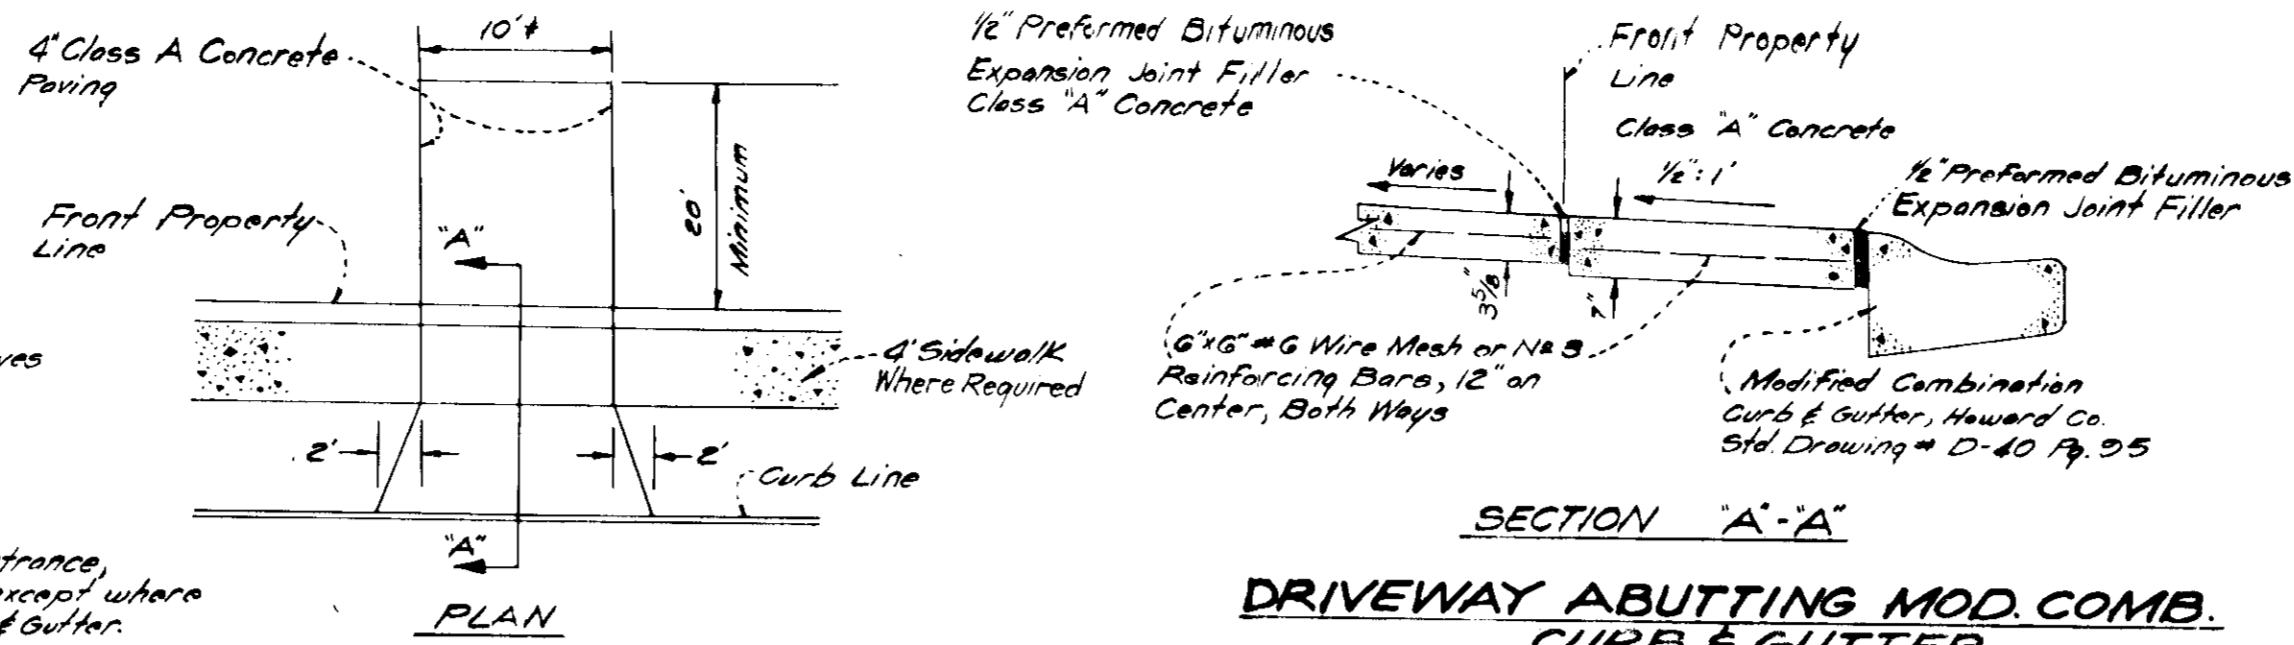 10'±
4" Class A Concrete
Paving
Front Property
Line
"A"
20'
Minimum
4' Sidewalk
Where Required
2'
2'
Curb Line
"A"
PLAN
ves
trance,
except where
& Gutter.
1/2" Preformed Bituminous
Expansion Joint Filler
Class "A" Concrete
Front Property
Line
Class "A" Concrete
Varies
1/2":1'
1/2" Preformed Bituminous
Expansion Joint Filler
3 5/8"
7"
6"x6" #6 Wire Mesh or No 3
Reinforcing Bars, 12" on
Center, Both Ways
Modified Combination
Curb & Gutter, Howard Co.
Std. Drawing # D-40 Pg. 95
SECTION "A"-"A"
DRIVEWAY ABUTTING MOD. COMB.
CURB & GUTTER